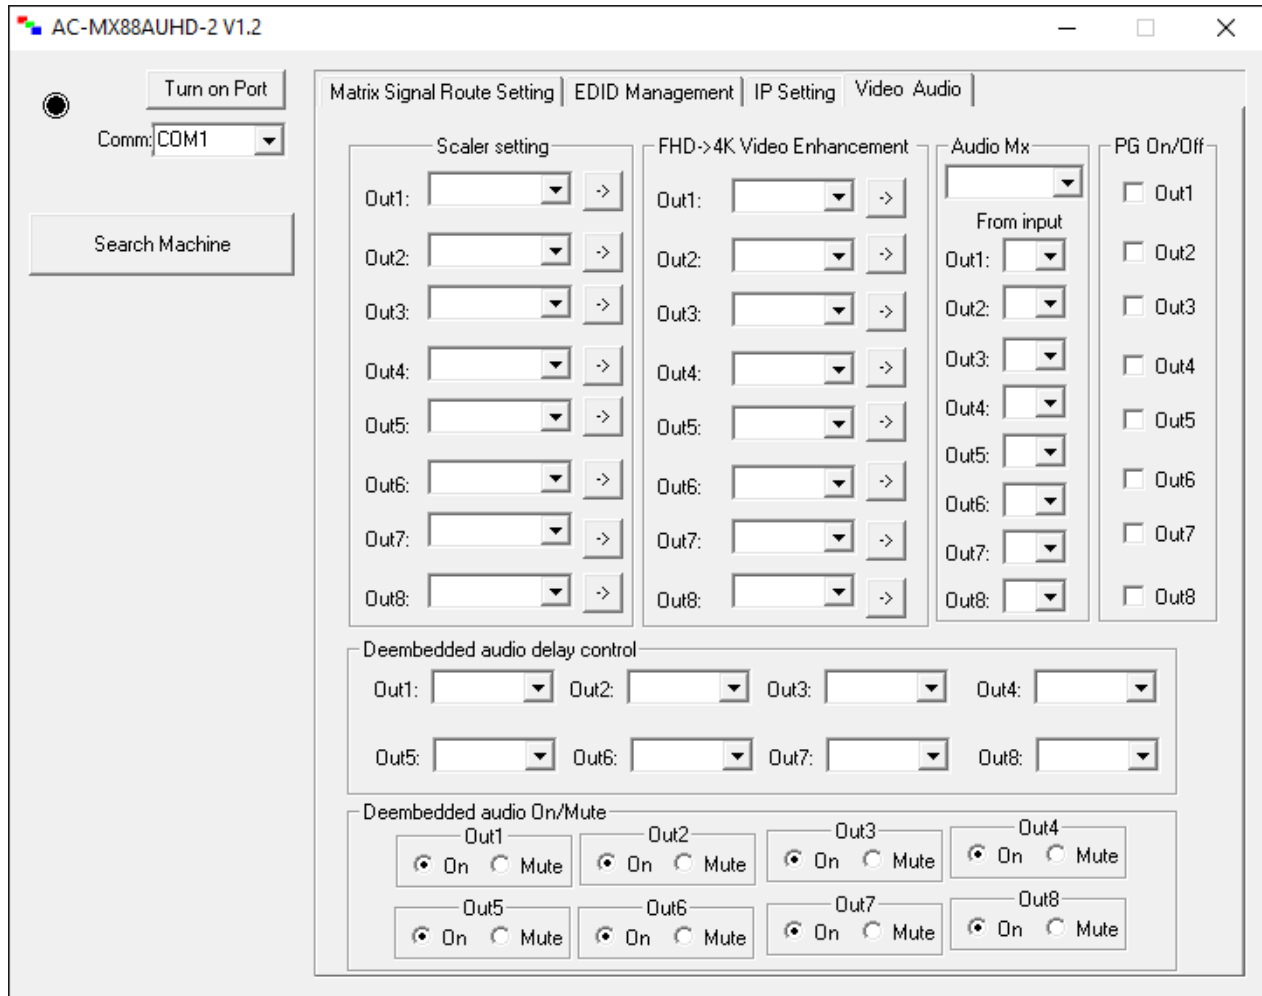 AC-MX88AUHD-2 V1.2
Turn on Port
Comm: COM1
Search Machine
Matrix Signal Route Setting
EDID Management
IP Setting
Video Audio
Scaler setting
Out1: ->
Out2: ->
Out3: ->
Out4: ->
Out5: ->
Out6: ->
Out7: ->
Out8: ->
FHD->4K Video Enhancement
Out1: ->
Out2: ->
Out3: ->
Out4: ->
Out5: ->
Out6: ->
Out7: ->
Out8: ->
Audio Mx
From input
Out1:
Out2:
Out3:
Out4:
Out5:
Out6:
Out7:
Out8:
PG On/Off
Out1
Out2
Out3
Out4
Out5
Out6
Out7
Out8
Deembedded audio delay control
Out1: Out2: Out3: Out4:
Out5: Out6: Out7: Out8:
Deembedded audio On/Mute
Out1 Out2 Out3 Out4
On Mute On Mute On Mute On Mute
Out5 Out6 Out7 Out8
On Mute On Mute On Mute On Mute